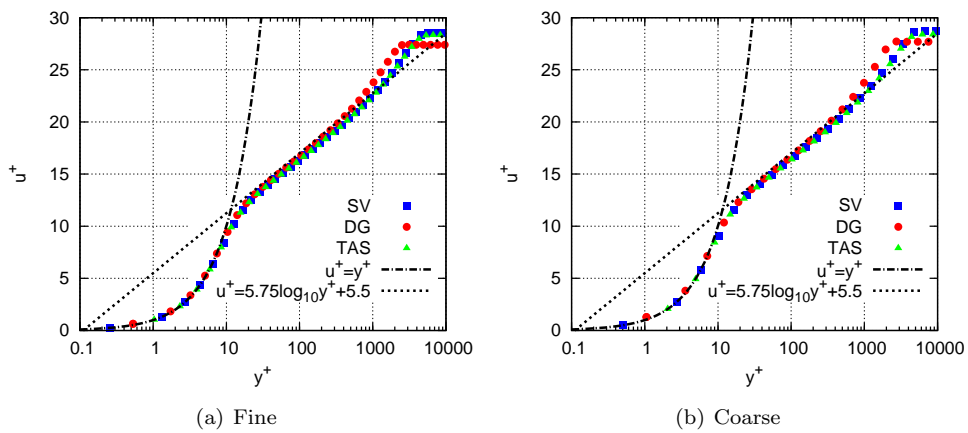 30
25
20
15
10
5
0
u⁺
SV
DG
TAS
u⁺=y⁺
u⁺=5.75log₁₀y⁺+5.5
0.1 1 10 100 1000 10000
y⁺
(a) Fine
30
25
20
15
10
5
0
u⁺
SV
DG
TAS
u⁺=y⁺
u⁺=5.75log₁₀y⁺+5.5
0.1 1 10 100 1000 10000
y⁺
(b) Coarse